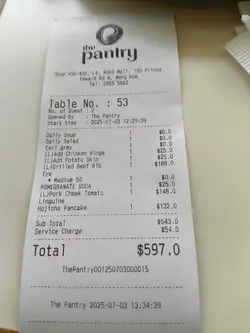 the
pantry
Shop 430-438, L4, MOKO Mall, 193 Prince
Edward Rd W, Mong Kok
Tel: 2955 5662
Table No. : 53
No. of Guest : 2
Opened By : The Pantry
Start time : 2025-07-03 12:25:39
Daily Soup 1 $0.0
Daily Salad 1 $0.0
Earl grey 1 $0.0
(L)Add Chicken Wings 1 $25.0
(L)Add Potato Skin 1 $25.0
(L)Grilled Beef Rib 1 $188.0
Eye
* Medium 50 1 $0.0
POMEGRANATE SODA 1 $25.0
(L)Pork Cheek Tomato 1 $148.0
Linguine
Hojicha Pancake 1 $132.0
Sub Total $543.0
Service Charge $54.0
Total $597.0
ThePantry001250703000015
The Pantry 2025-07-03 13:34:39